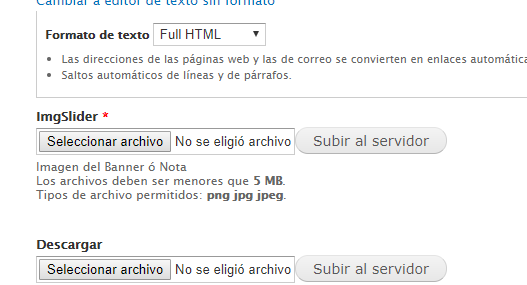 Cambiar a editor de texto sin formato
Formato de texto Full HTML
Las direcciones de las páginas web y las de correo se convierten en enlaces automática
Saltos automáticos de líneas y de párrafos.
ImgSlider *
Seleccionar archivo No se eligió archivo Subir al servidor
Imagen del Banner ó Nota
Los archivos deben ser menores que 5 MB.
Tipos de archivo permitidos: png jpg jpeg.
Descargar
Seleccionar archivo No se eligió archivo Subir al servidor